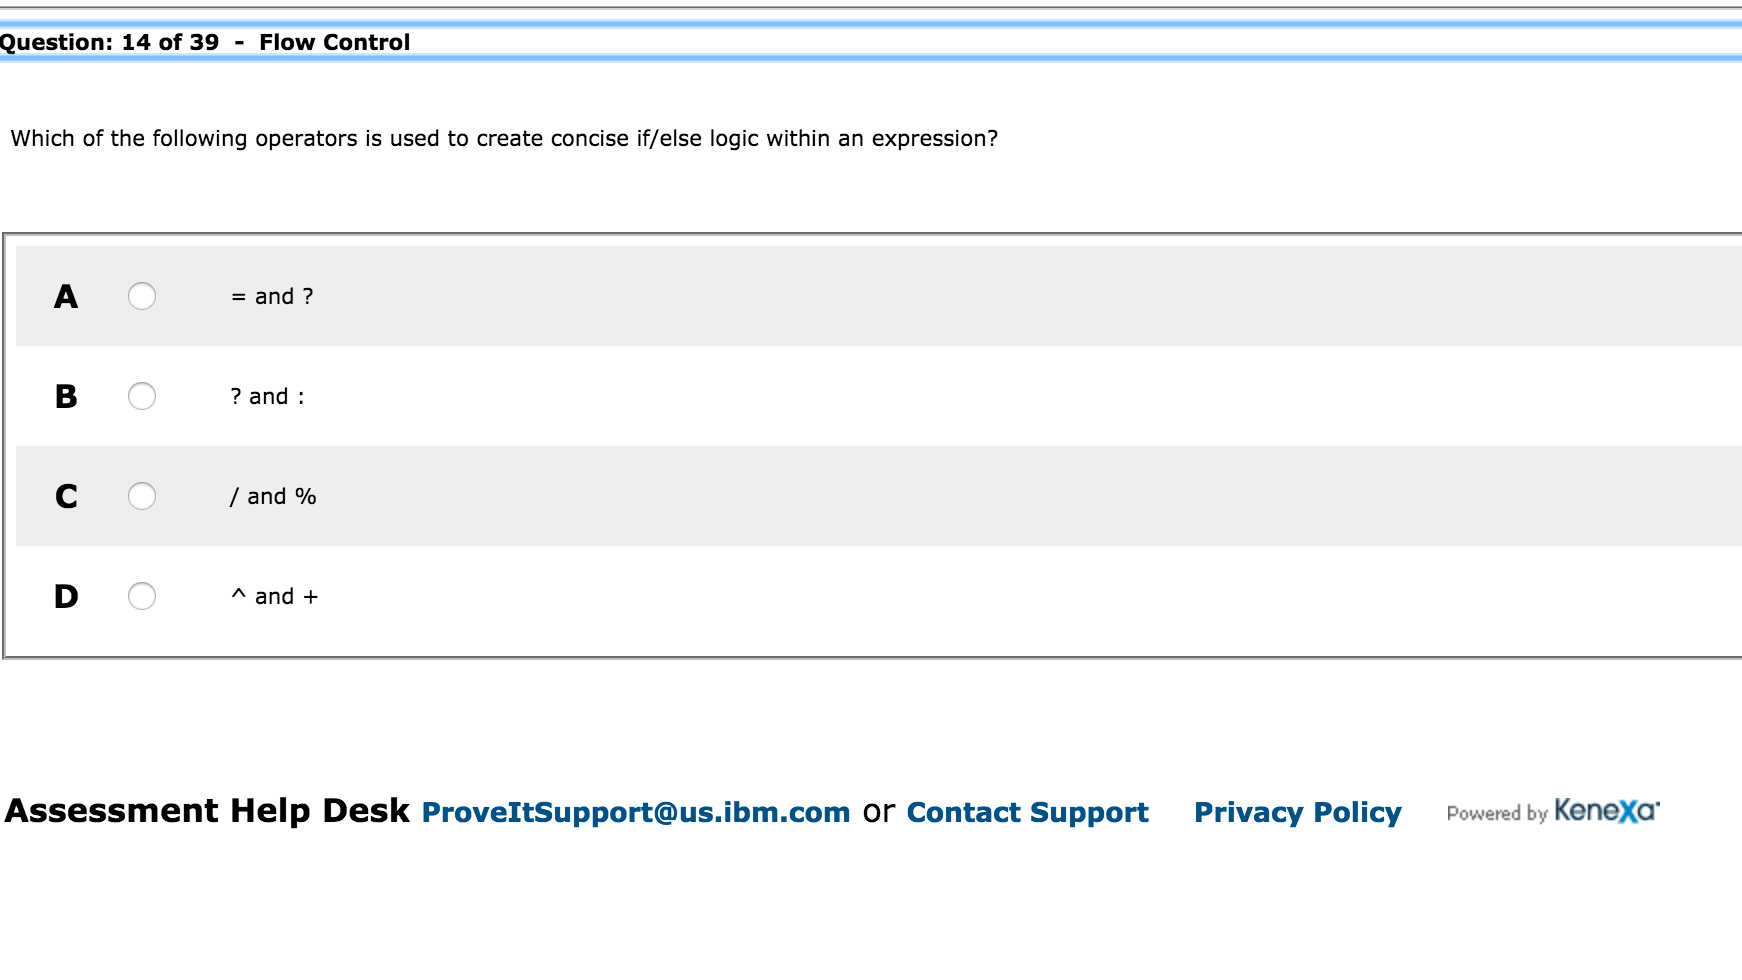 Question: 14 of 39 - Flow Control
Which of the following operators is used to create concise if/else logic within an expression?
A = and ?
B ? and :
C / and %
D ^ and +
Assessment Help Desk ProveItSupport@us.ibm.com or Contact Support Privacy Policy Powered by Kenexa